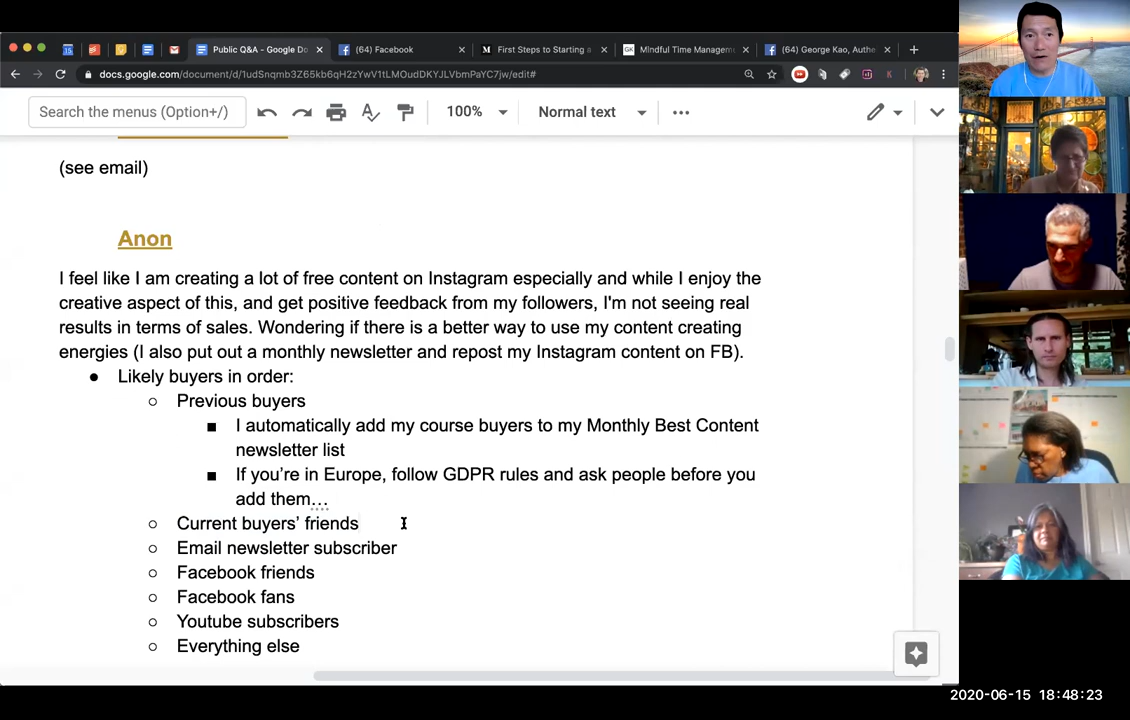 Public Q&A - Google Do
(64) Facebook
First Steps to Starting a
Mindful Time Managem
(64) George Kao, Authe
docs.google.com/document/d/1udSnqmb3Z65kb6qH2zYwV1tLMOudDKYJLVbmPaYC7jw/edit#
Search the menus (Option+/)
100%
Normal text
(see email)
Anon
I feel like I am creating a lot of free content on Instagram especially and while I enjoy the
creative aspect of this, and get positive feedback from my followers, I'm not seeing real
results in terms of sales. Wondering if there is a better way to use my content creating
energies (I also put out a monthly newsletter and repost my Instagram content on FB).
● Likely buyers in order:
○ Previous buyers
■ I automatically add my course buyers to my Monthly Best Content
newsletter list
■ If you’re in Europe, follow GDPR rules and ask people before you
add them…
○ Current buyers’ friends
○ Email newsletter subscriber
○ Facebook friends
○ Facebook fans
○ Youtube subscribers
○ Everything else
2020-06-15 18:48:23